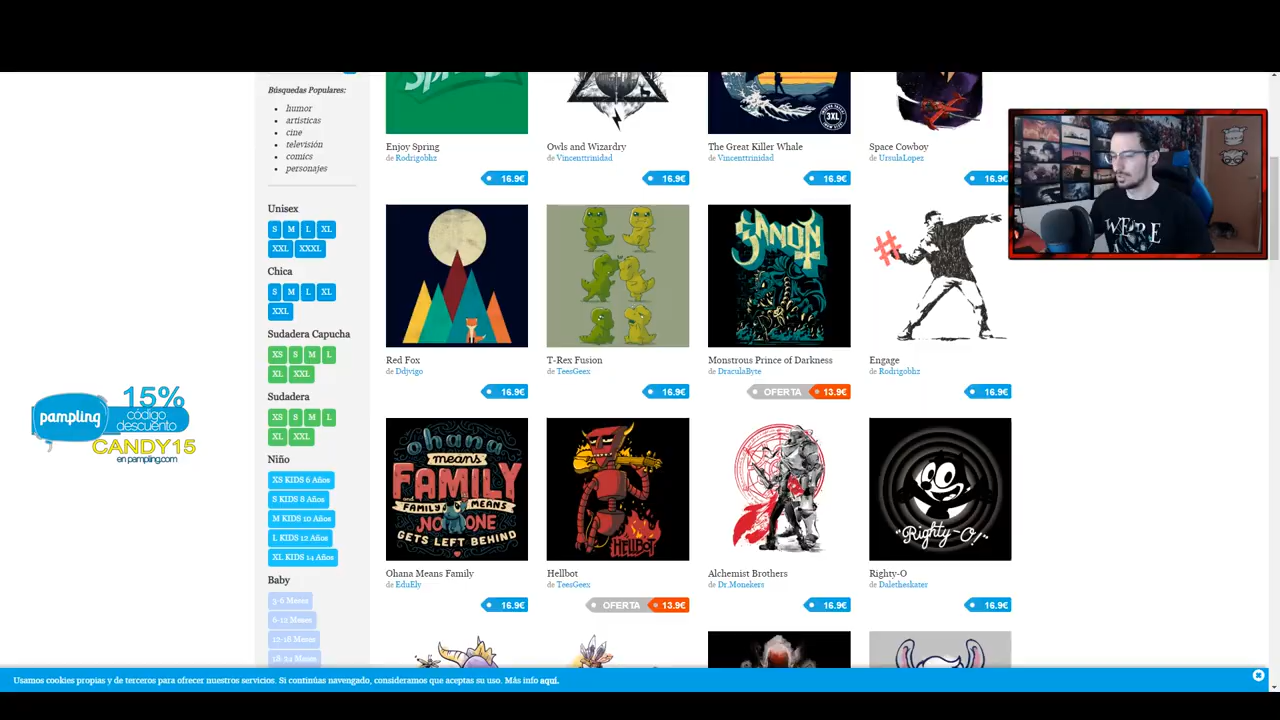 Búsquedas Populares:
humor
artísticas
cine
televisión
comics
personajes
Unisex
S M L XL
XXL XXXL
Chica
S M L XL
XXL
Sudadera Capucha
XS S M L
XL XXL
Sudadera
XS S M L
XL XXL
Niño
XS KIDS 6 Años
S KIDS 8 Años
M KIDS 10 Años
L KIDS 12 Años
XL KIDS 14 Años
Baby
3-6 Meses
6-12 Meses
12-18 Meses
18-24 Meses
pampling
15%
código
descuento
CANDY15
en pampling.com
3XL
Enjoy Spring
de Rodrigobhz
16.9€
Owls and Wizardry
de Vincenttrinidad
16.9€
The Great Killer Whale
de Vincenttrinidad
16.9€
Space Cowboy
de UrsulaLopez
16.9€
GANON
#
Red Fox
de Ddjvigo
16.9€
T-Rex Fusion
de TeesGeex
16.9€
Monstrous Prince of Darkness
de DraculaByte
OFERTA 13.9€
Engage
de Rodrigobhz
16.9€
ohana
means
FAMILY
and FAMILY MEANS
NO ONE
GETS LEFT BEHIND
HELLBOT
"Righty-O!"
Ohana Means Family
de EduEly
16.9€
Hellbot
de TeesGeex
OFERTA 13.9€
Alchemist Brothers
de Dr.Monekers
16.9€
Righty-O
de Daletheskater
16.9€
WE'RE
Usamos cookies propias y de terceros para ofrecer nuestros servicios. Si continúas navengado, consideramos que aceptas su uso. Más info aquí.